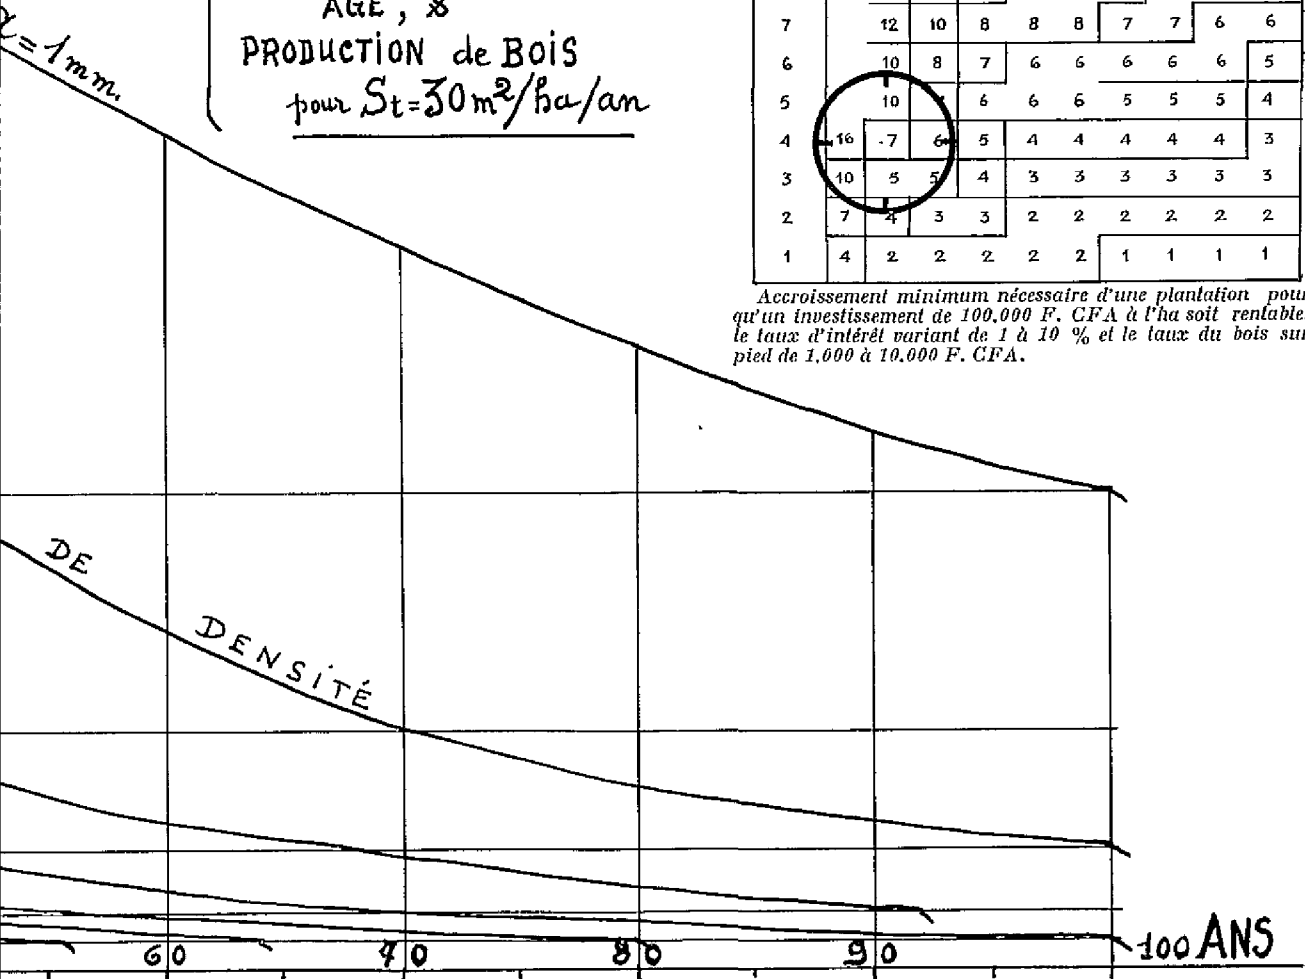 α=1mm.
AGE, &
PRODUCTION de BOIS
pour St=30m²/ha/an
7 12 10 8 8 8 7 7 6 6
6 10 8 7 6 6 6 6 6 5
5 10 6 6 6 5 5 5 4
4 16 7 6 5 4 4 4 4 4 3
3 10 5 5 4 3 3 3 3 3 3
2 7 4 3 3 2 2 2 2 2 2
1 4 2 2 2 2 2 1 1 1 1
Accroissement minimum nécessaire d'une plantation pour
qu'un investissement de 100.000 F. CFA à l'ha soit rentable,
le taux d'intérêt variant de 1 à 10 % et le taux du bois sur
pied de 1.000 à 10.000 F. CFA.
DE
DENSITÉ
60 70 80 90 100 ANS